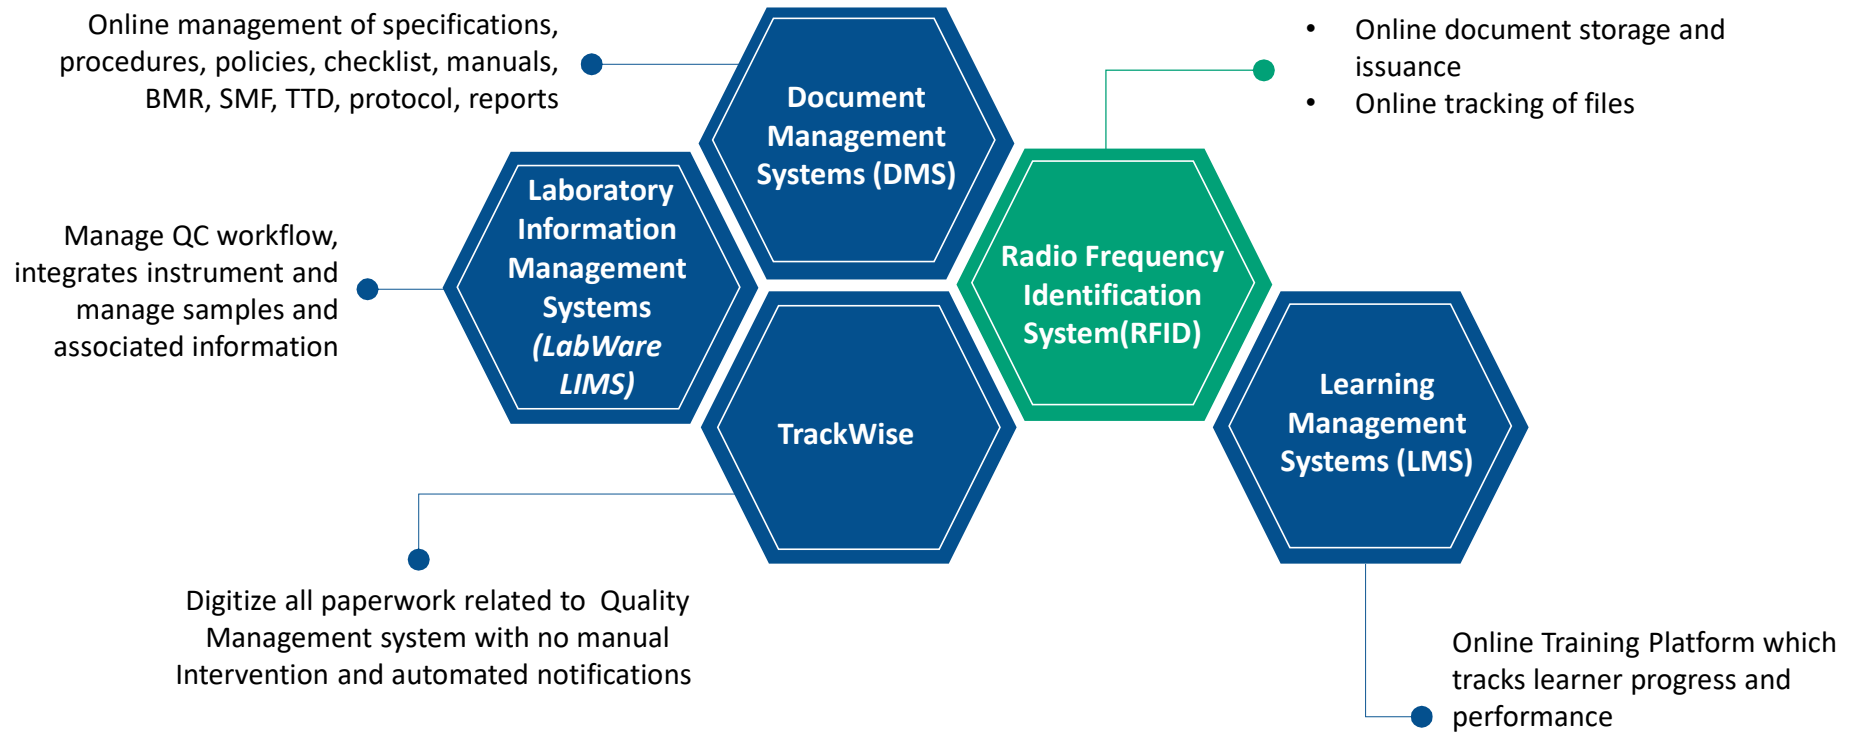 Online management of specifications,
procedures, policies, checklist, manuals,
BMR, SMF, TTD, protocol, reports
Document
Management
Systems (DMS)
• Online document storage and
issuance
• Online tracking of files
Manage QC workflow,
integrates instrument and
manage samples and
associated information
Laboratory
Information
Management
Systems
(LabWare
LIMS)
Radio Frequency
Identification
System(RFID)
TrackWise
Learning
Management
Systems (LMS)
Digitize all paperwork related to  Quality
Management system with no manual
Intervention and automated notifications
Online Training Platform which
tracks learner progress and
performance